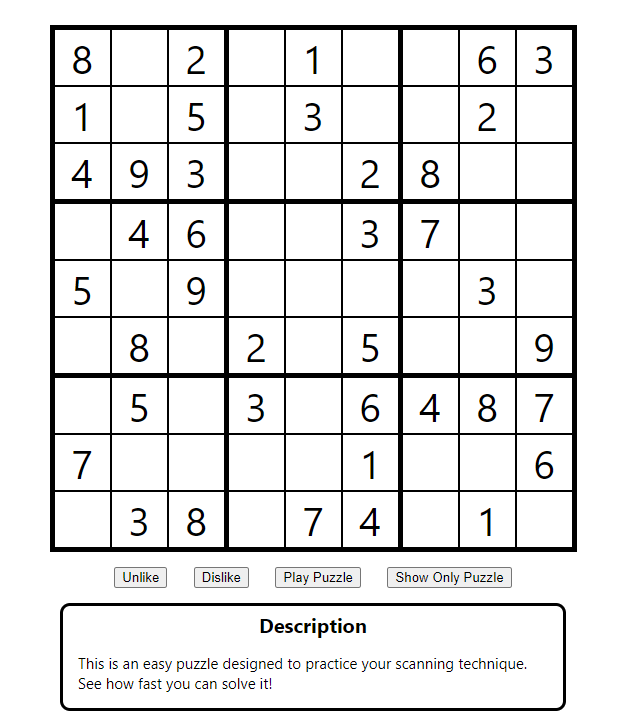 8 2 1 6 3
1 5 3 2
4 9 3 2 8
4 6 3 7
5 9 3
8 2 5 9
5 3 6 4 8 7
7 1 6
3 8 7 4 1
Unlike Dislike Play Puzzle Show Only Puzzle
Description
This is an easy puzzle designed to practice your scanning technique.
See how fast you can solve it!